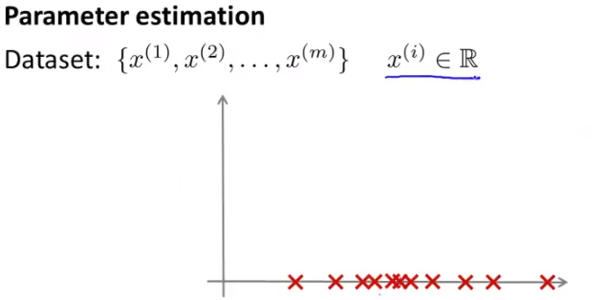 Parameter estimation
Dataset: {x^(1), x^(2), ..., x^(m)}   x^(i) ∈ ℝ